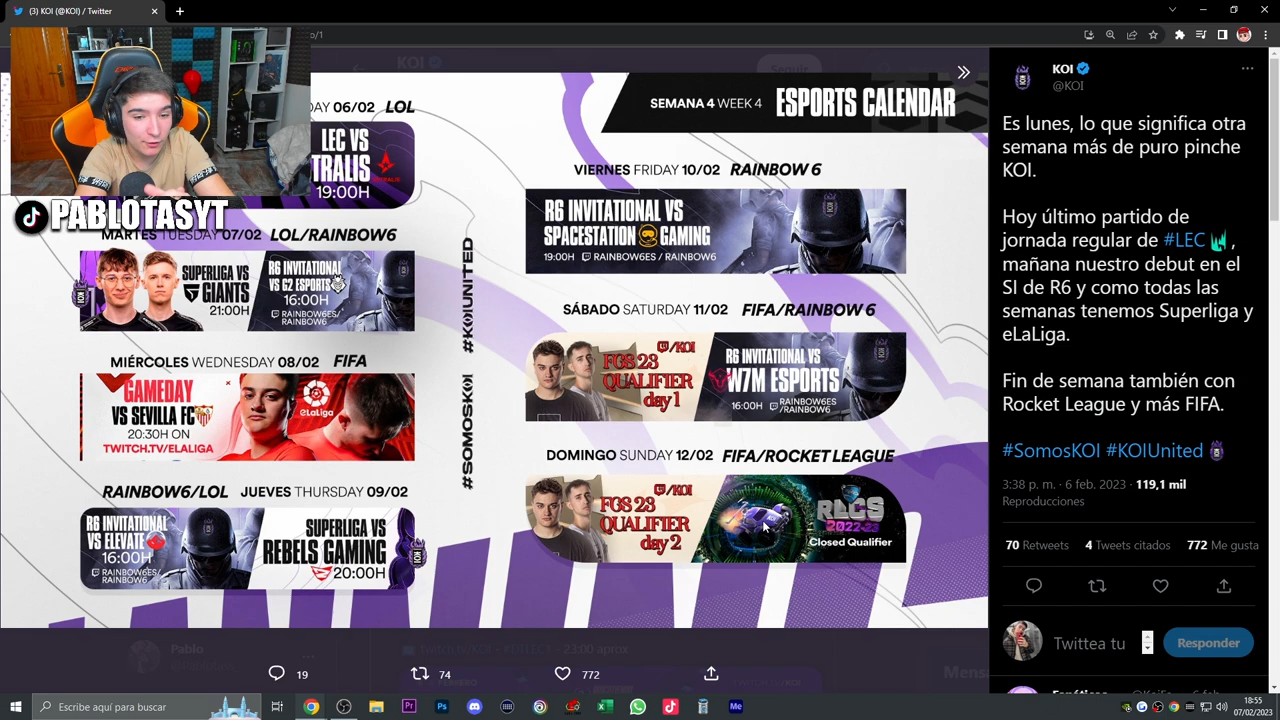 (3) KOI (@KOI) / Twitter
o/1
KOI
Seguir
SEMANA 4 WEEK 4 ESPORTS CALENDAR
06/02 LOL
LEC VS
TRALIS
19:00H
PABLOTASYT
MARTES TUESDAY 07/02 LOL/RAINBOW6
SUPERLIGA VS
GIANTS
21:00H
R6 INVITATIONAL
VS G2 ESPORTS
16:00H
RAINBOW6ES/
RAINBOW6
MIÉRCOLES WEDNESDAY 08/02 FIFA
GAMEDAY
VS SEVILLA FC
20:30H ON
TWITCH.TV/ELALIGA
eLaLiga
RAINBOW6/LOL JUEVES THURSDAY 09/02
R6 INVITATIONAL
VS ELEVATE
16:00H
RAINBOW6ES/
RAINBOW6
SUPERLIGA VS
REBELS GAMING
20:00H
#KOIUNITED
#SOMOSKOI
VIERNES FRIDAY 10/02 RAINBOW 6
R6 INVITATIONAL VS
SPACESTATION GAMING
19:00H RAINBOW6ES / RAINBOW6
SÁBADO SATURDAY 11/02 FIFA/RAINBOW 6
/KOI
FGS 23
QUALIFIER
day 1
R6 INVITATIONAL VS
W7M ESPORTS
16:00H RAINBOW6ES
/RAINBOW6
DOMINGO SUNDAY 12/02 FIFA/ROCKET LEAGUE
/KOI
FGS 23
QUALIFIER
day 2
RLCS
2022-23
Closed Qualifier
KOI
@KOI
Es lunes, lo que significa otra
semana más de puro pinche
KOI.
Hoy último partido de
jornada regular de #LEC ,
mañana nuestro debut en el
SI de R6 y como todas las
semanas tenemos Superliga y
eLaLiga.
Fin de semana también con
Rocket League y más FIFA.
#SomosKOI #KOIUnited
3:38 p. m. · 6 feb. 2023 · 119,1 mil
Reproducciones
70 Retweets 4 Tweets citados 772 Me gusta
Twittea tu
Responder
Pablo
19 74 772
Escribe aquí para buscar
18:55
07/02/2023